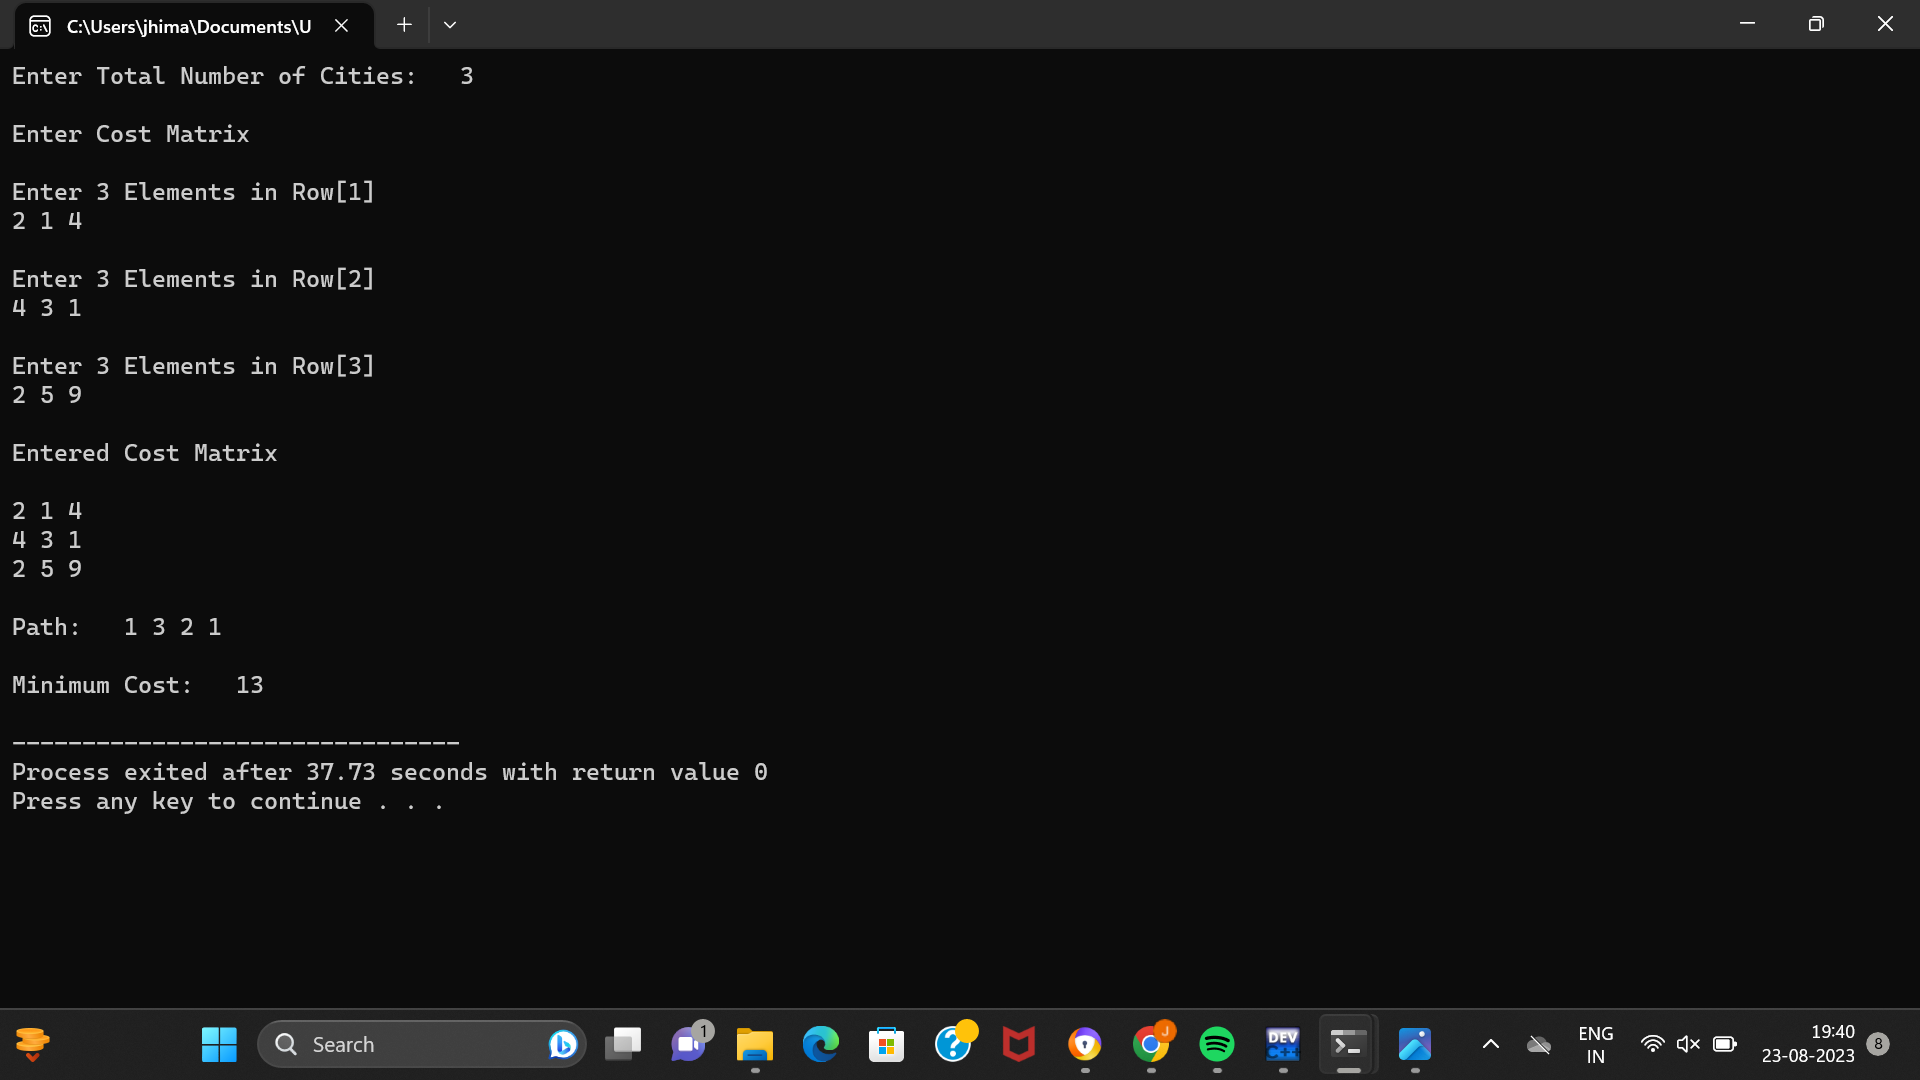 C:\Users\jhima\Documents\U
Enter Total Number of Cities:   3
Enter Cost Matrix
Enter 3 Elements in Row[1]
2 1 4
Enter 3 Elements in Row[2]
4 3 1
Enter 3 Elements in Row[3]
2 5 9
Entered Cost Matrix
2 1 4
4 3 1
2 5 9
Path:   1 3 2 1
Minimum Cost:   13
--------------------------------
Process exited after 37.73 seconds with return value 0
Press any key to continue . . .
Search
1
J
DEV
C++
ENG
IN
19:40
23-08-2023
8